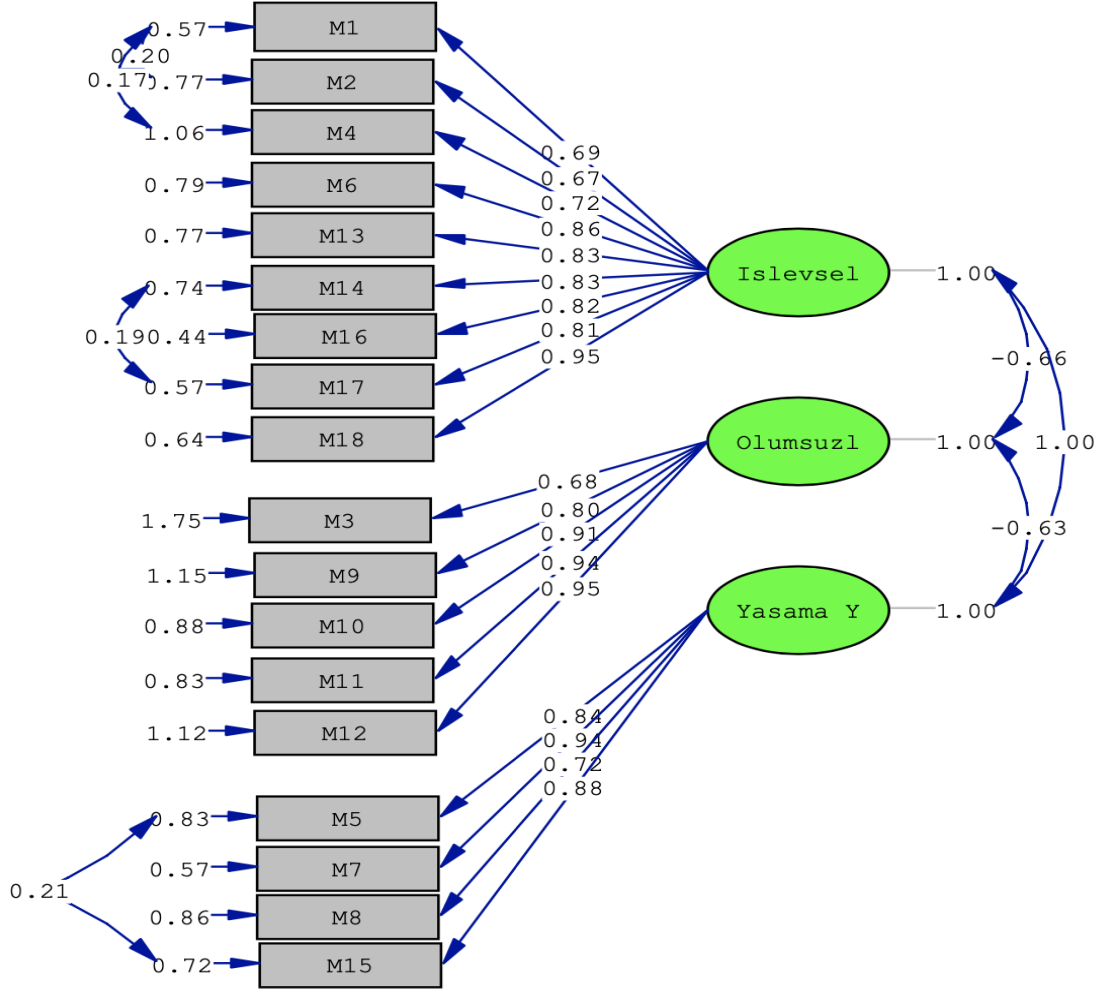 0.57 M1
0.20
0.17 0.77 M2
1.06 M4
0.79 M6
0.77 M13
0.74 M14
0.19 0.44 M16
0.57 M17
0.64 M18
0.69
0.67
0.72
0.86
0.83
0.83
0.82
0.81
0.95
Islevsel 1.00
-0.66
Olumsuzl 1.00 1.00
-0.63
Yasama Y 1.00
1.75 M3
1.15 M9
0.88 M10
0.83 M11
1.12 M12
0.68
0.80
0.91
0.94
0.95
0.83 M5
0.57 M7
0.21
0.86 M8
0.72 M15
0.84
0.94
0.72
0.88